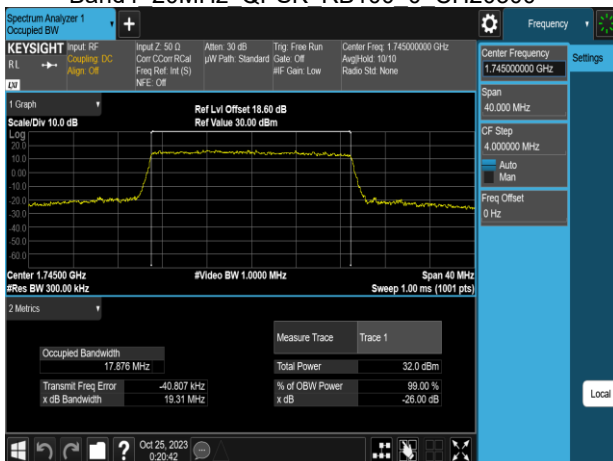 Spectrum Analyzer 1
Occupied BW
Frequency
KEYSIGHT
RL
LXI
Input: RF
Coupling: DC
Align: Off
Input Z: 50 Ω
Corr CCorr RCal
Freq Ref: Int (S)
NFE: Off
Atten: 30 dB
µW Path: Standard
Trig: Free Run
Gate: Off
#IF Gain: Low
Center Freq: 1.745000000 GHz
Avg|Hold: 10/10
Radio Std: None
Center Frequency
1.745000000 GHz
Settings
Span
40.000 MHz
CF Step
4.000000 MHz
Auto
Man
Freq Offset
0 Hz
Local
1 Graph
Scale/Div 10.0 dB
Ref Lvl Offset 18.60 dB
Ref Value 30.00 dBm
Log
20.0
10.0
0.00
-10.0
-20.0
-30.0
-40.0
-50.0
-60.0
Center 1.74500 GHz
#Res BW 300.00 kHz
#Video BW 1.0000 MHz
Span 40 MHz
Sweep 1.00 ms (1001 pts)
2 Metrics
Measure Trace Trace 1
Occupied Bandwidth
17.876 MHz
Total Power 32.0 dBm
Transmit Freq Error -40.807 kHz
% of OBW Power 99.00 %
x dB Bandwidth 19.31 MHz
x dB -26.00 dB
?
Oct 25, 2023
0:20:42